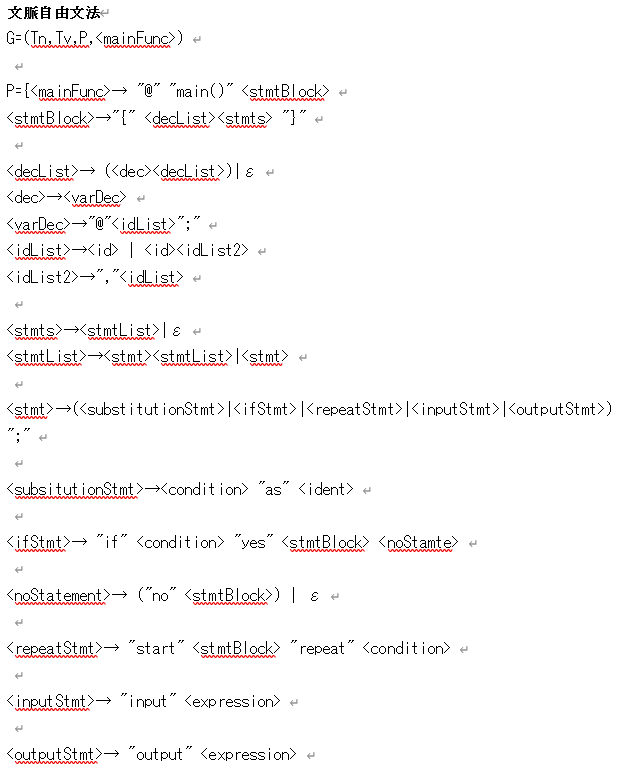 文脈自由文法
G=(Tn,Tv,P,<mainFunc>)
P={<mainFunc>→ "@" "main()" <stmtBlock>
<stmtBlock>→"{" <decList><stmts> "}"
<decList>→ (<dec><decList>)|ε
<dec>→<varDec>
<varDec>→"@"<idList>";"
<idList>→<id> | <id><idList2>
<idList2>→","<idList>
<stmts>→<stmtList>|ε
<stmtList>→<stmt><stmtList>|<stmt>
<stmt>→(<substitutionStmt>|<ifStmt>|<repeatStmt>|<inputStmt>|<outputStmt>)
";"
<subsitutionStmt>→<condition> "as" <ident>
<ifStmt>→ "if" <condition> "yes" <stmtBlock> <noStamte>
<noStatement>→ ("no" <stmtBlock>) | ε
<repeatStmt>→ "start" <stmtBlock> "repeat" <condition>
<inputStmt>→ "input" <expression>
<outputStmt>→ "output" <expression>